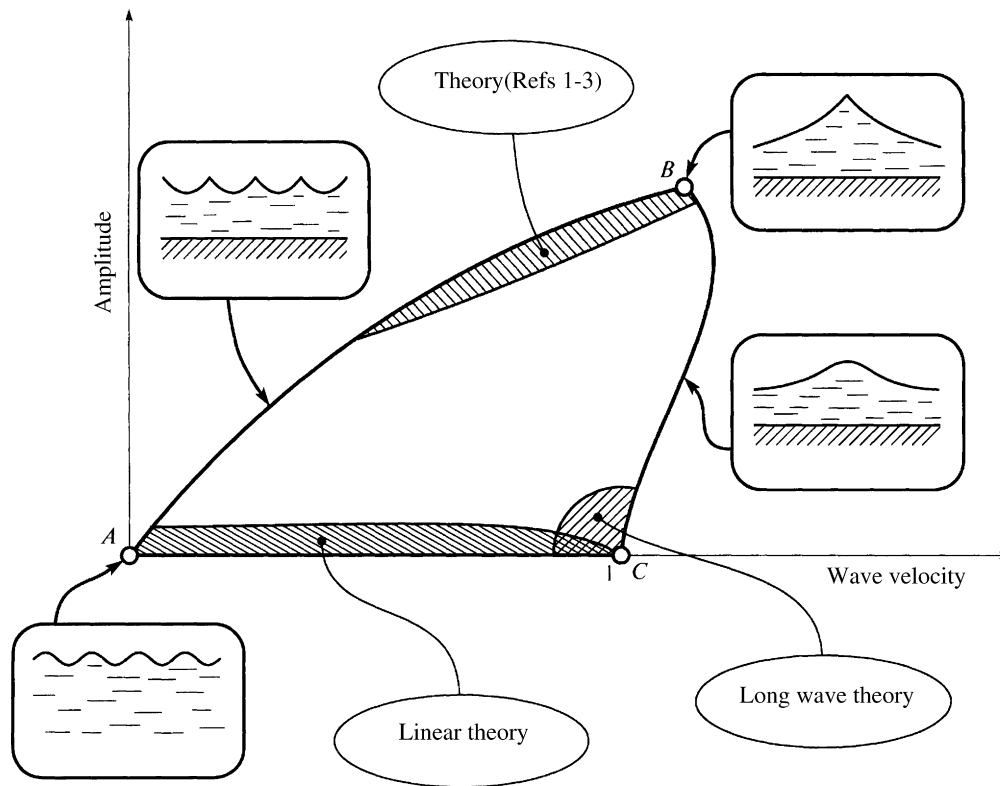 Theory(Refs 1-3)
B
Amplitude
A
1
C
Wave velocity
Long wave theory
Linear theory